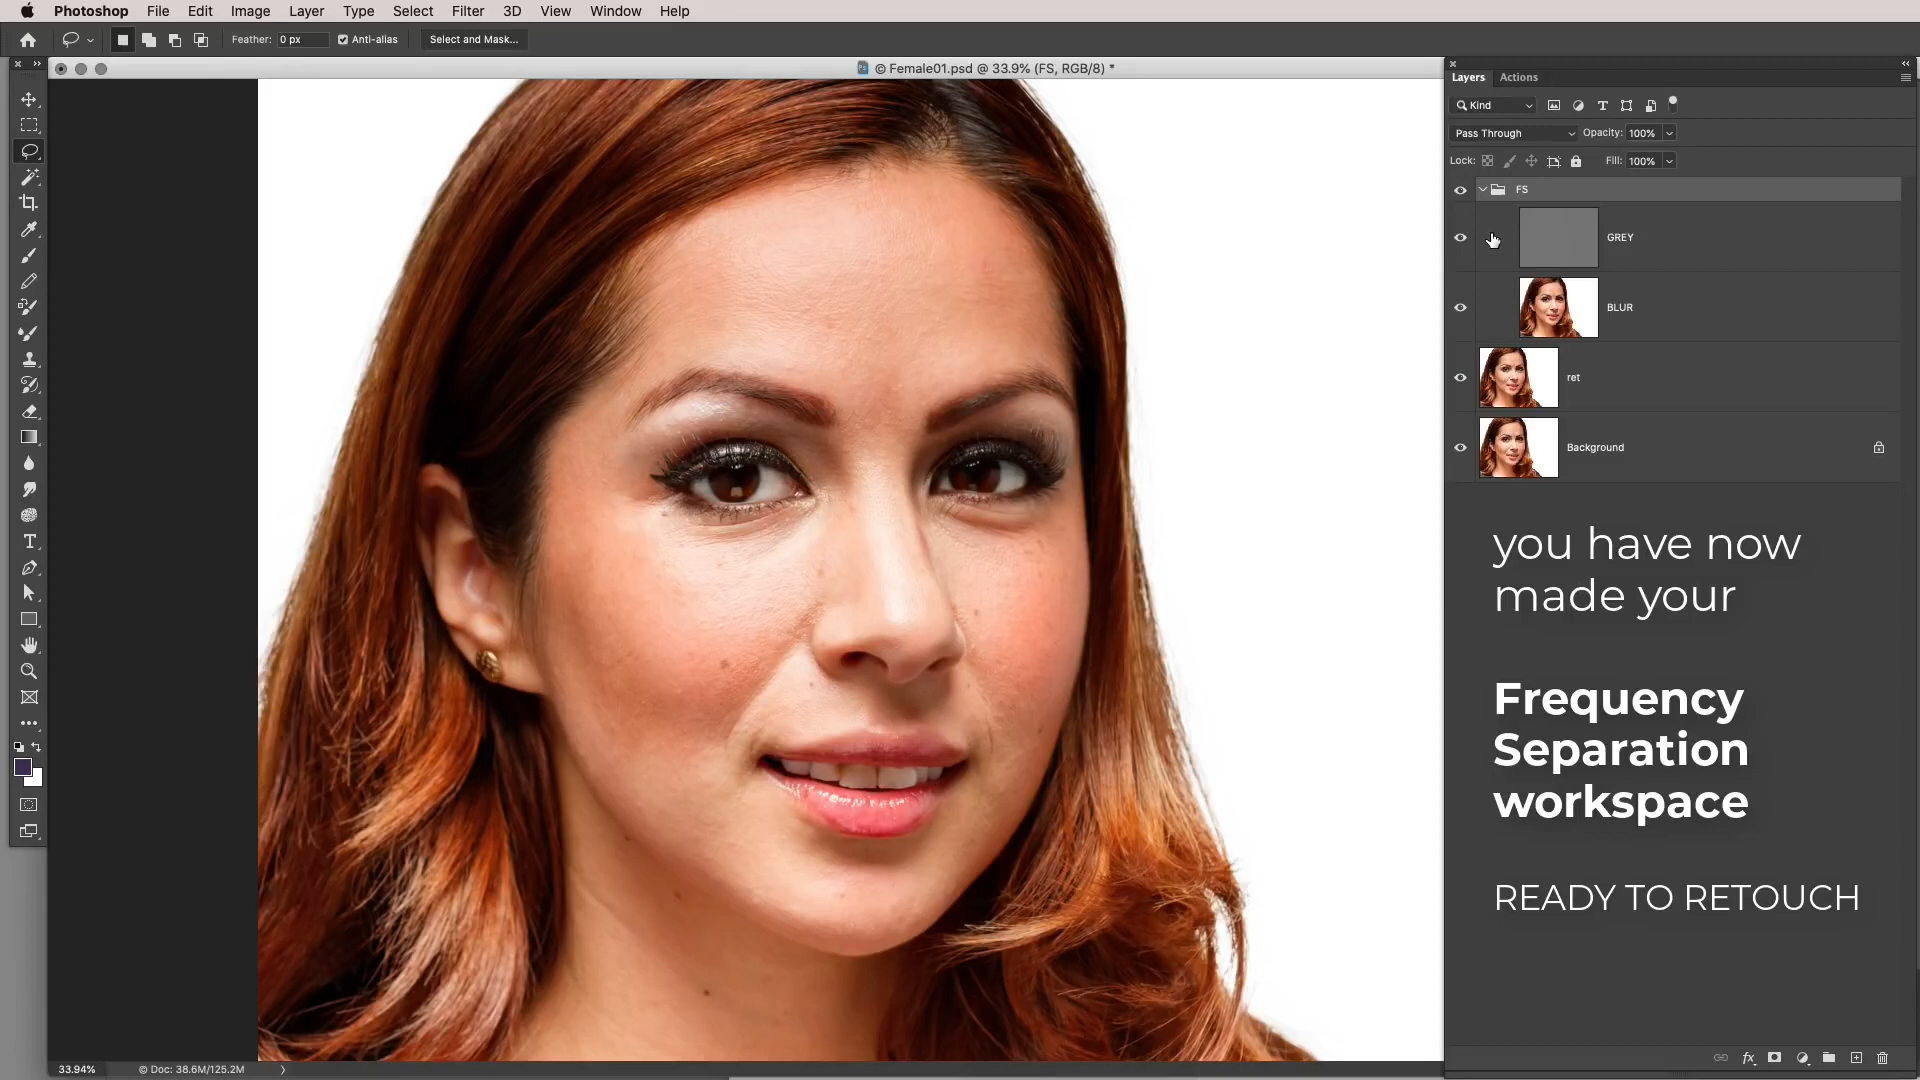 Photoshop File Edit Image Layer Type Select Filter 3D View Window Help
Feather: 0 px Anti-alias Select and Mask...
© Female01.psd @ 33.9% (FS, RGB/8) *
Layers Actions
Kind
Pass Through Opacity: 100%
Lock: Fill: 100%
FS
GREY
BLUR
ret
Background
you have now
made your
Frequency
Separation
workspace
READY TO RETOUCH
33.94% © Doc: 38.6M/125.2M